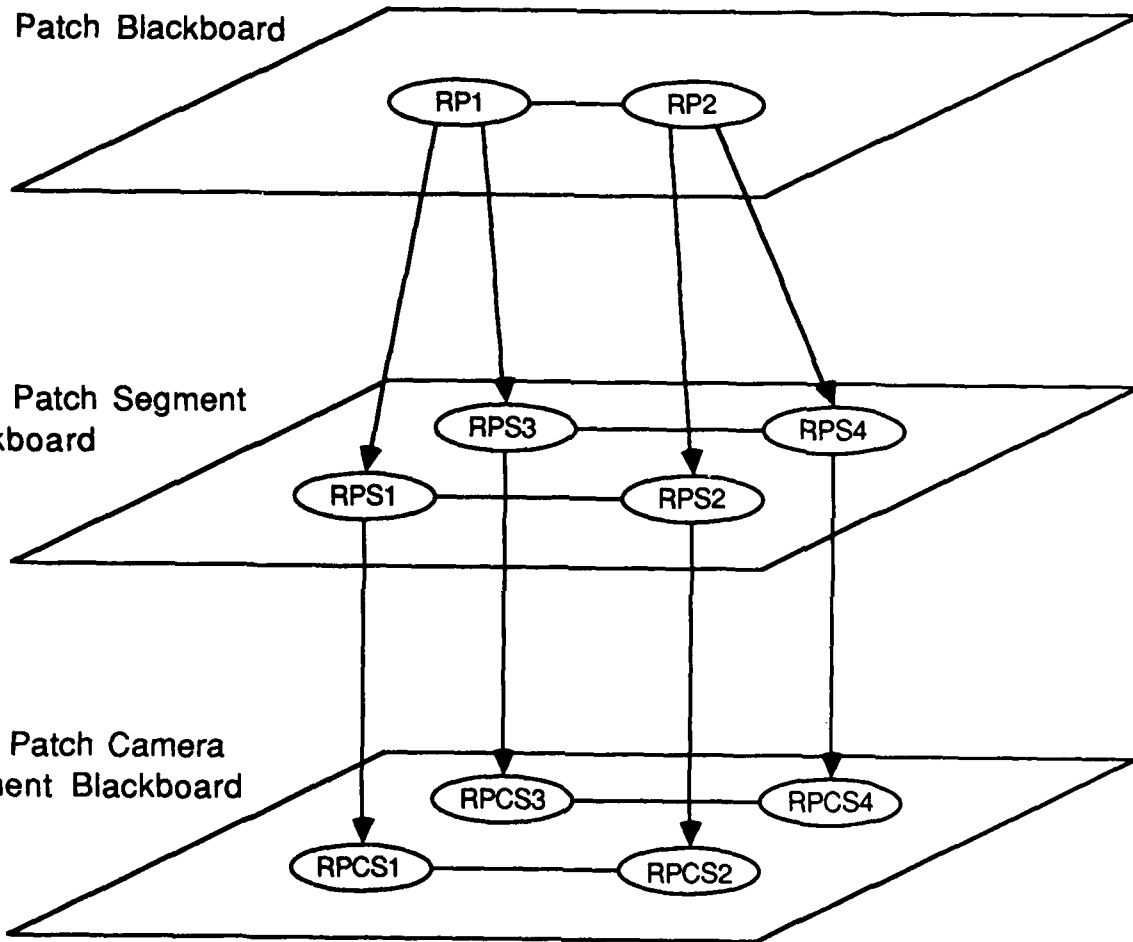 Patch Blackboard
RP1
RP2
Patch Segment
kboard
RPS3
RPS4
RPS1
RPS2
Patch Camera
ent Blackboard
RPCS3
RPCS4
RPCS1
RPCS2